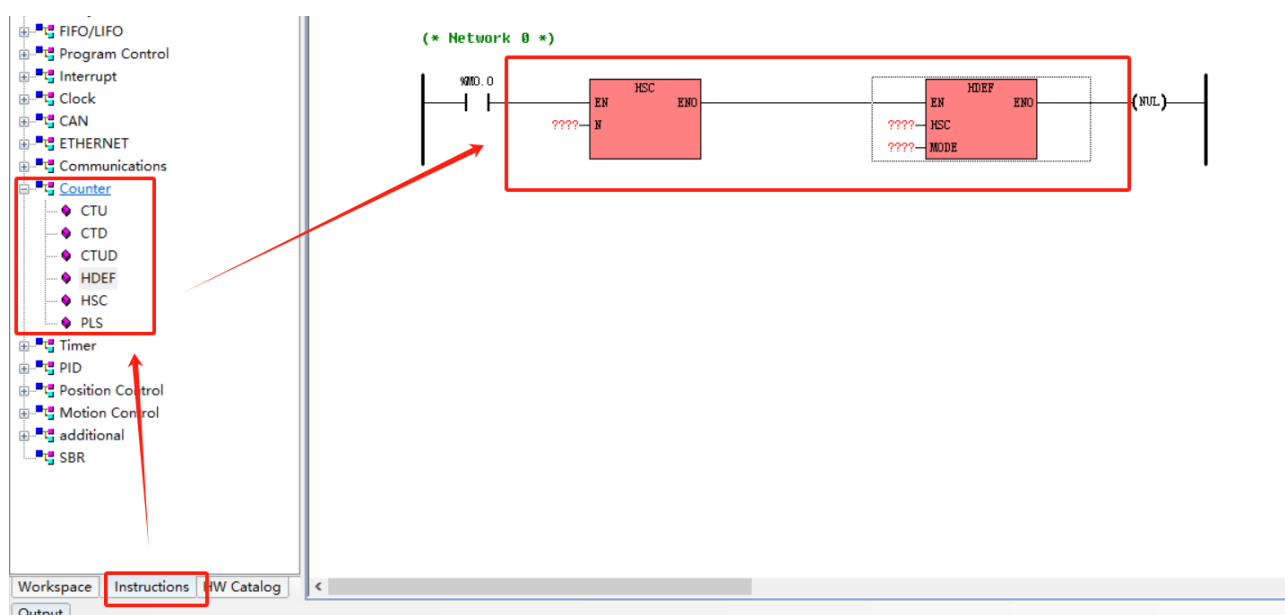 FIFO/LIFO
Program Control
Interrupt
Clock
CAN
ETHERNET
Communications
Counter
CTU
CTD
CTUD
HDEF
HSC
PLS
Timer
PID
Position Control
Motion Control
additional
SBR
Workspace Instructions HW Catalog
Output
(* Network 0 *)
%M0.0
HSC
EN ENO
???? N
HDEF
EN ENO
???? HSC
???? MODE
(NUL)